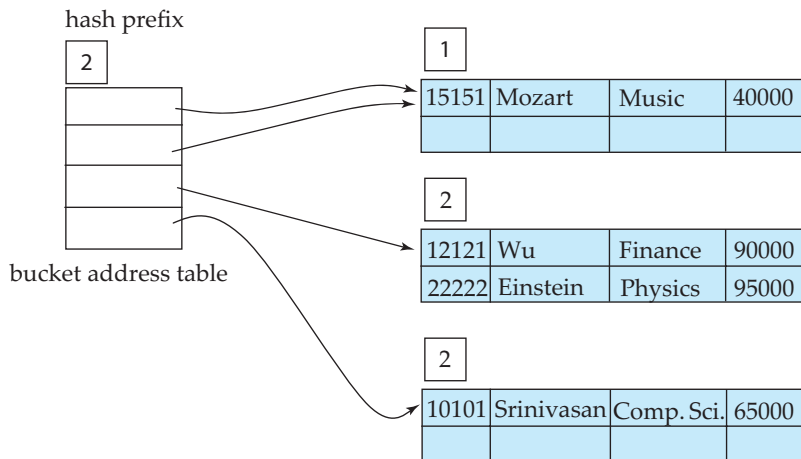 hash prefix
2
bucket address table
1
15151 Mozart Music 40000
2
12121 Wu Finance 90000
22222 Einstein Physics 95000
2
10101 Srinivasan Comp. Sci. 65000